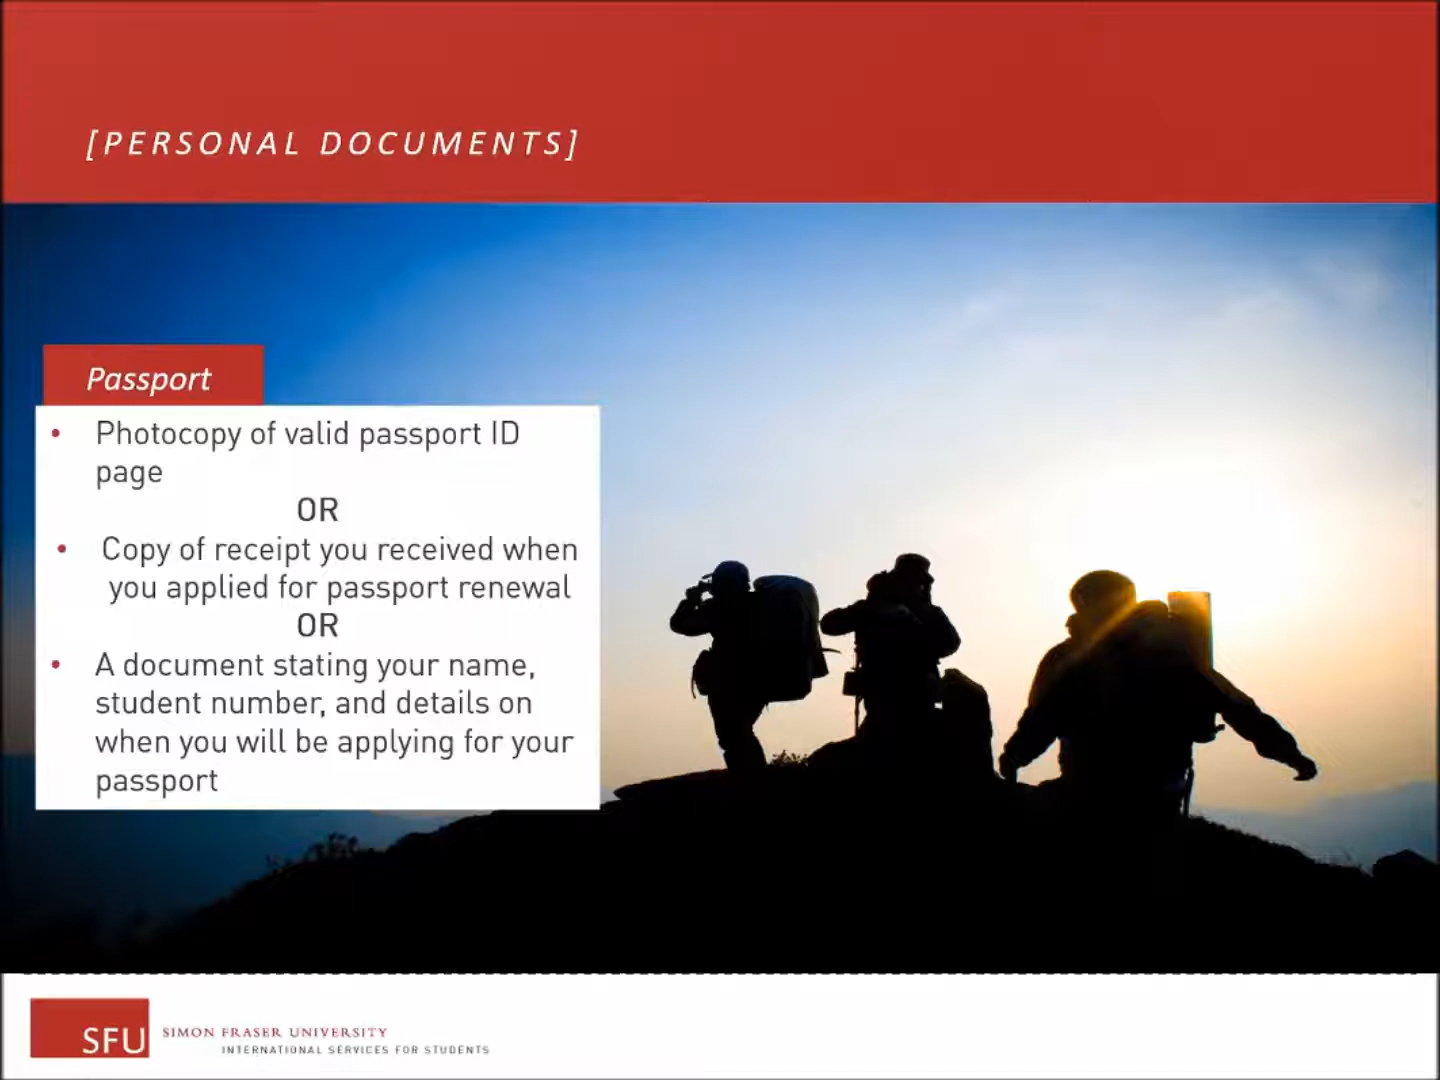 [PERSONAL DOCUMENTS]
Passport
• Photocopy of valid passport ID
page
OR
• Copy of receipt you received when
you applied for passport renewal
OR
• A document stating your name,
student number, and details on
when you will be applying for your
passport
SFU
SIMON FRASER UNIVERSITY
INTERNATIONAL SERVICES FOR STUDENTS